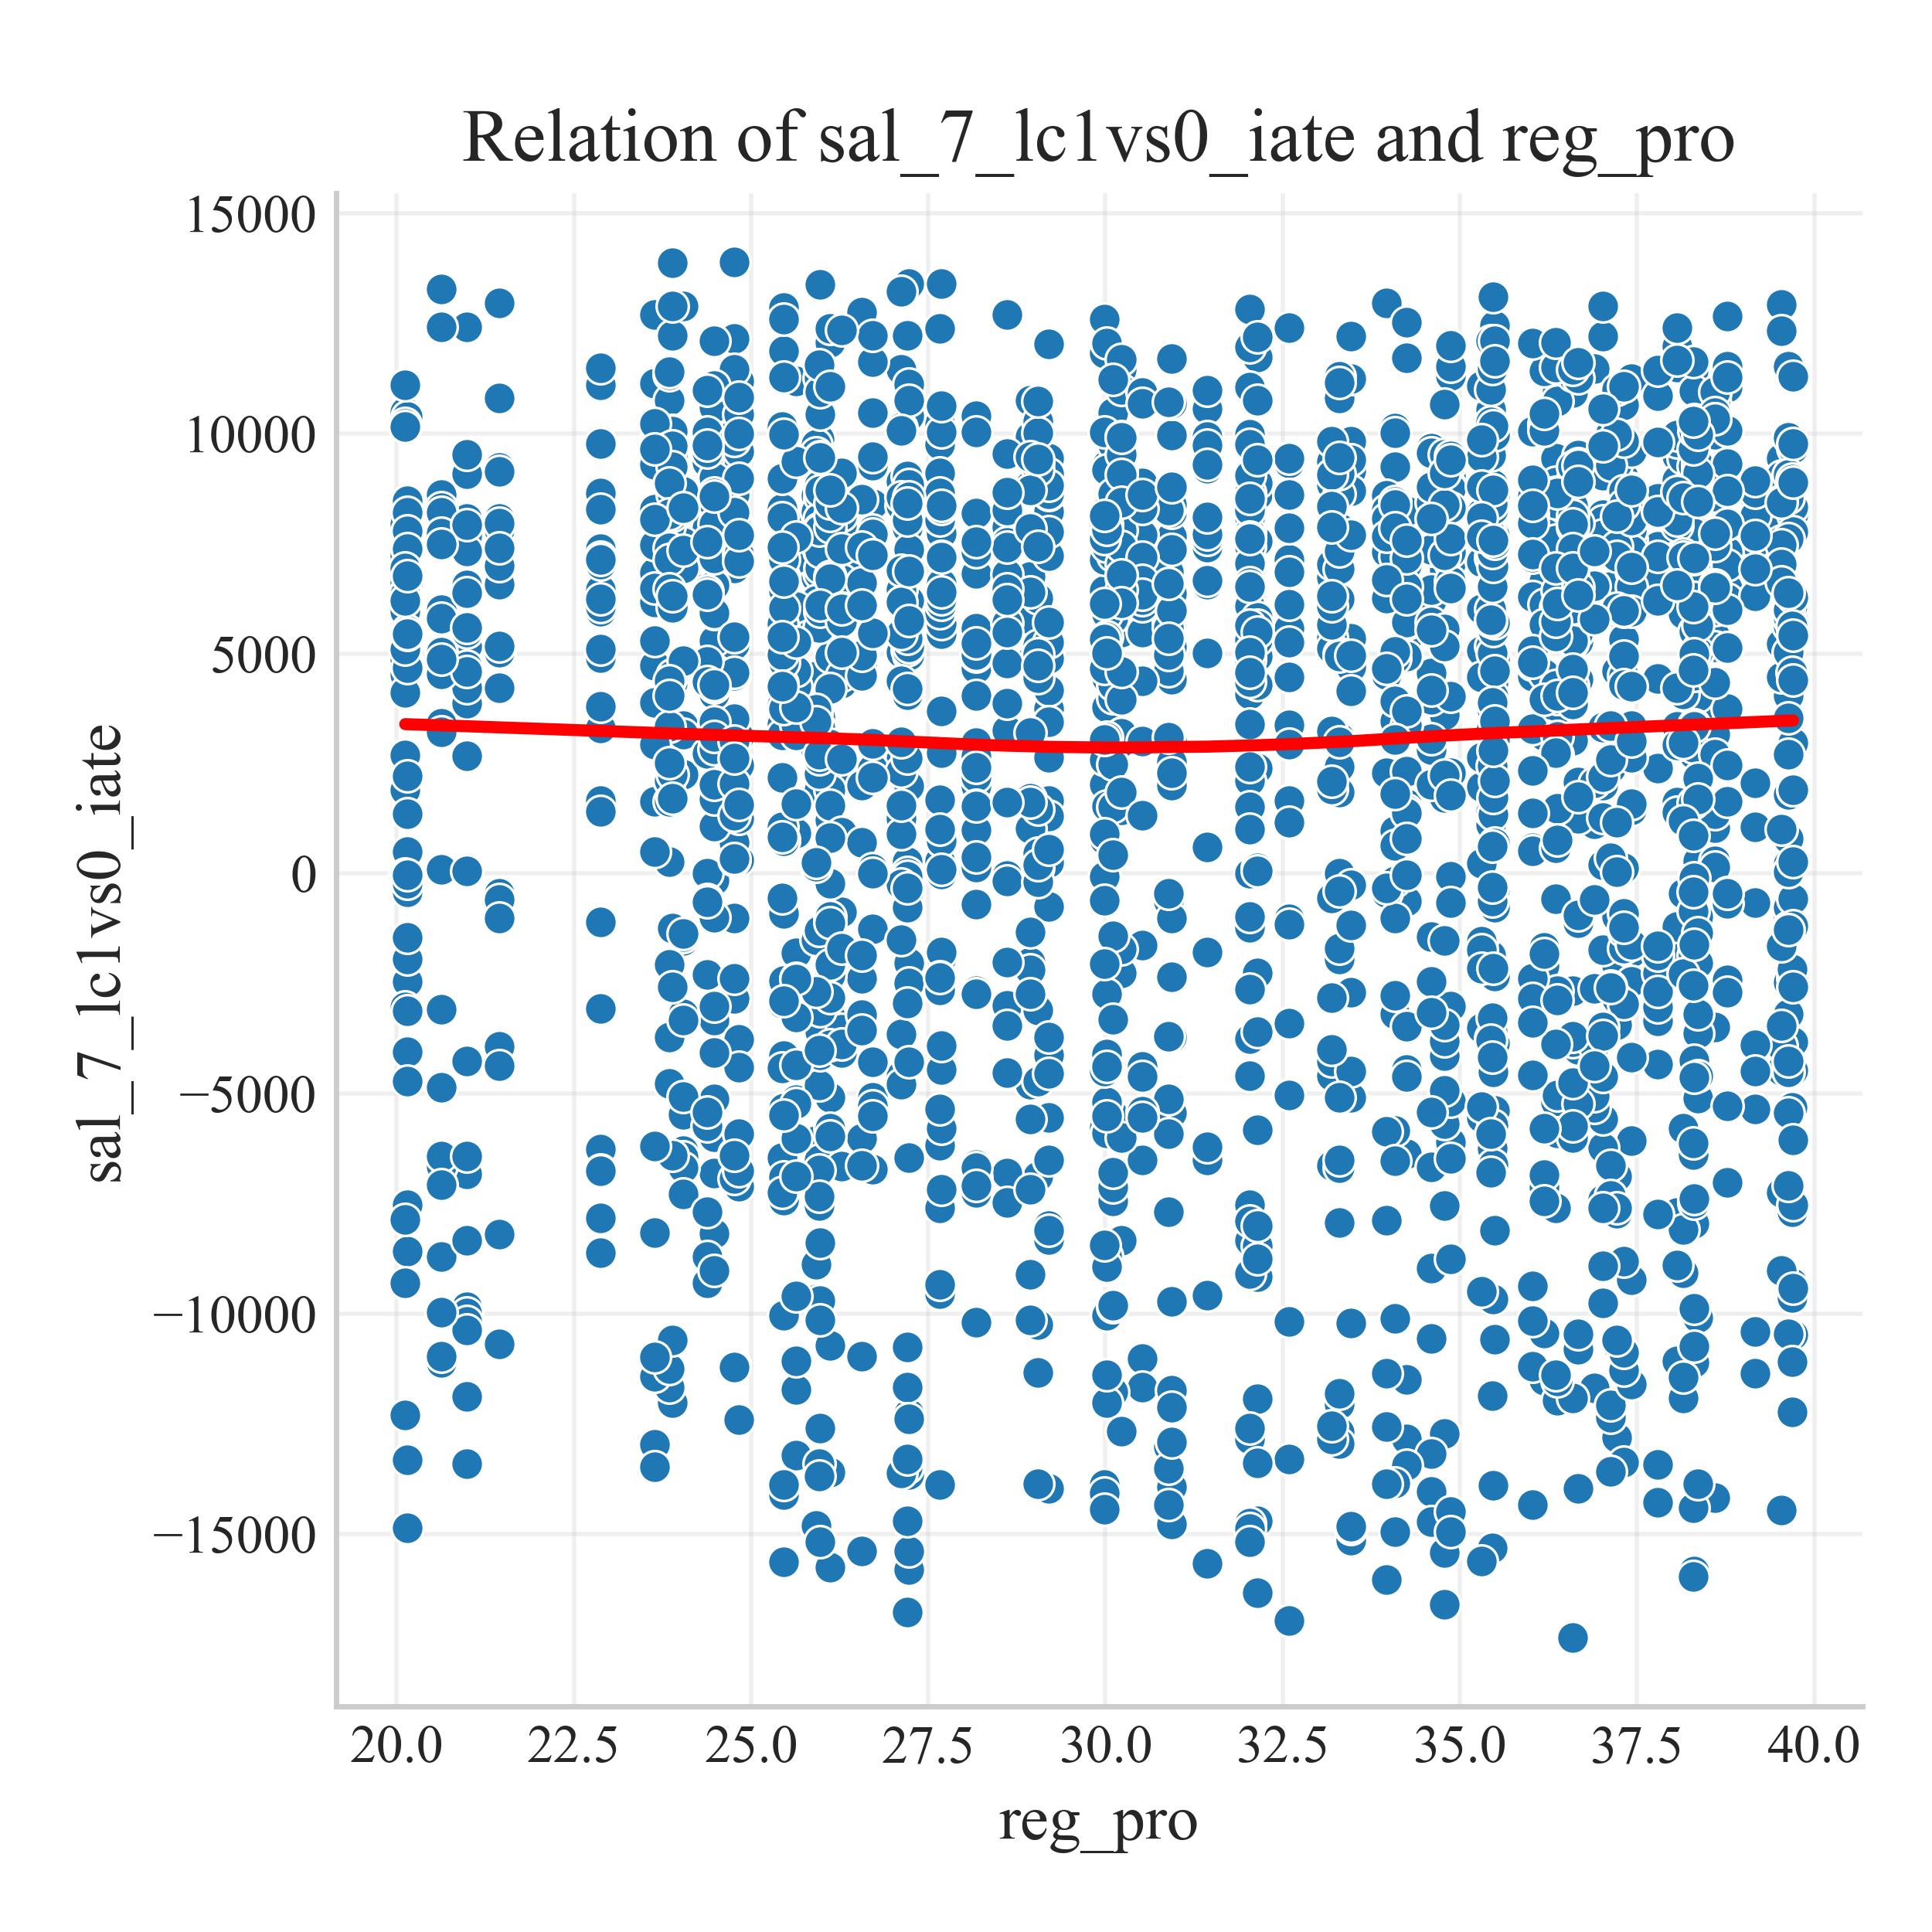 Relation of sal_7_lc1vs0_iate and reg_pro
sal_7_lc1vs0_iate
15000
10000
5000
0
−5000
−10000
−15000
20.0 22.5 25.0 27.5 30.0 32.5 35.0 37.5 40.0
reg_pro